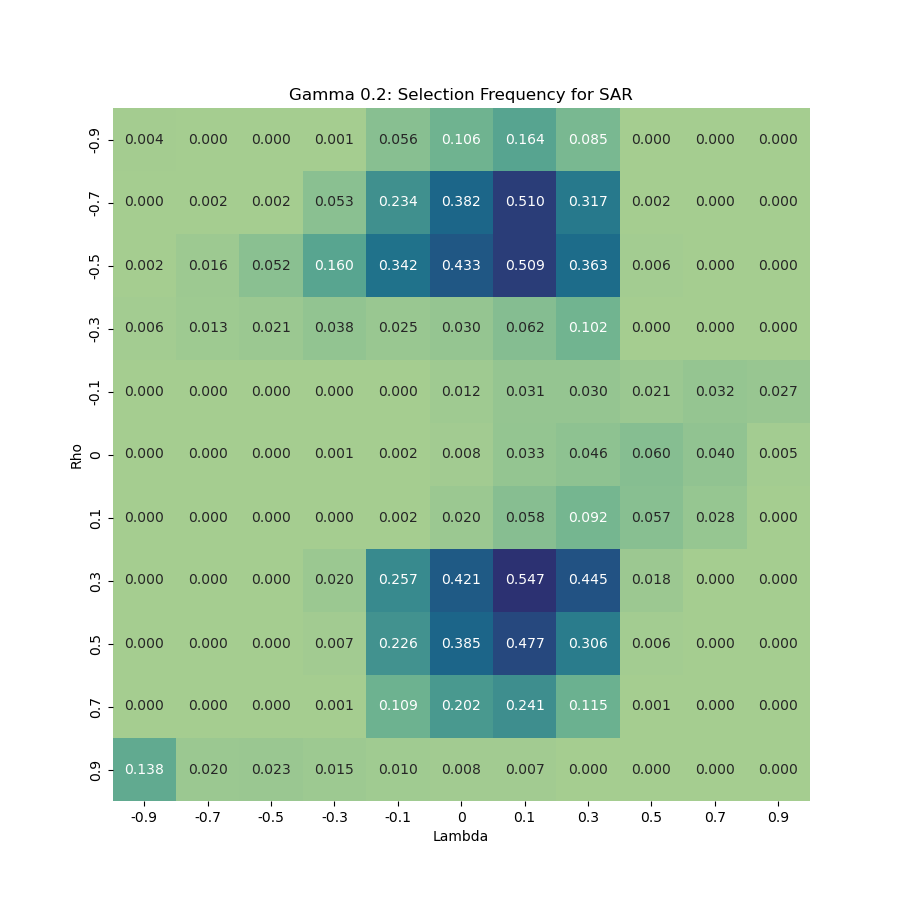 Gamma 0.2: Selection Frequency for SAR
-0.9 0.004 0.000 0.000 0.001 0.056 0.106 0.164 0.085 0.000 0.000 0.000
-0.7 0.000 0.002 0.002 0.053 0.234 0.382 0.510 0.317 0.002 0.000 0.000
-0.5 0.002 0.016 0.052 0.160 0.342 0.433 0.509 0.363 0.006 0.000 0.000
-0.3 0.006 0.013 0.021 0.038 0.025 0.030 0.062 0.102 0.000 0.000 0.000
-0.1 0.000 0.000 0.000 0.000 0.000 0.012 0.031 0.030 0.021 0.032 0.027
Rho
0 0.000 0.000 0.000 0.001 0.002 0.008 0.033 0.046 0.060 0.040 0.005
0.1 0.000 0.000 0.000 0.000 0.002 0.020 0.058 0.092 0.057 0.028 0.000
0.3 0.000 0.000 0.000 0.020 0.257 0.421 0.547 0.445 0.018 0.000 0.000
0.5 0.000 0.000 0.000 0.007 0.226 0.385 0.477 0.306 0.006 0.000 0.000
0.7 0.000 0.000 0.000 0.001 0.109 0.202 0.241 0.115 0.001 0.000 0.000
0.9 0.138 0.020 0.023 0.015 0.010 0.008 0.007 0.000 0.000 0.000 0.000
-0.9 -0.7 -0.5 -0.3 -0.1 0 0.1 0.3 0.5 0.7 0.9
Lambda